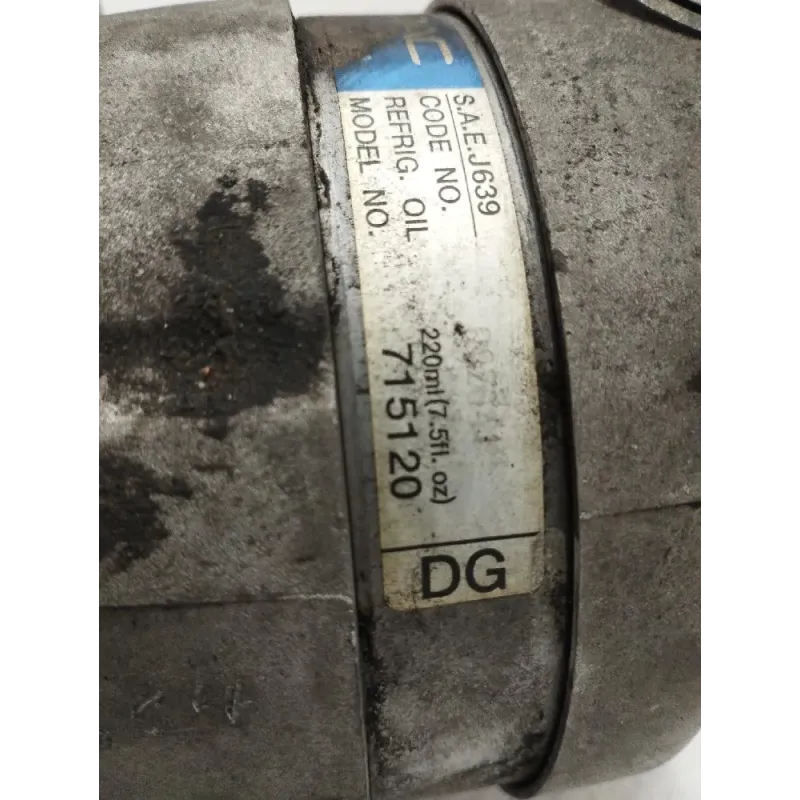 S.A.E.J639
CODE NO.
REFRIG. OIL 220ml(7.5fl. oz)
MODEL NO. 715120
DG